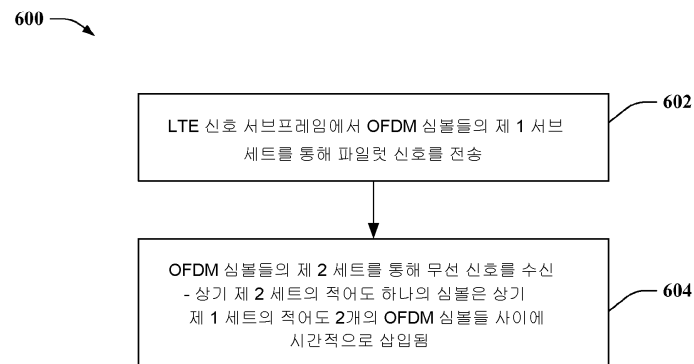 600
602
LTE 신호 서브프레임에서 OFDM 심볼들의 제 1 서브
세트를 통해 파일럿 신호를 전송
OFDM 심볼들의 제 2 세트를 통해 무선 신호를 수신
- 상기 제 2 세트의 적어도 하나의 심볼은 상기
제 1 세트의 적어도 2개의 OFDM 심볼들 사이에
시간적으로 삽입됨
604